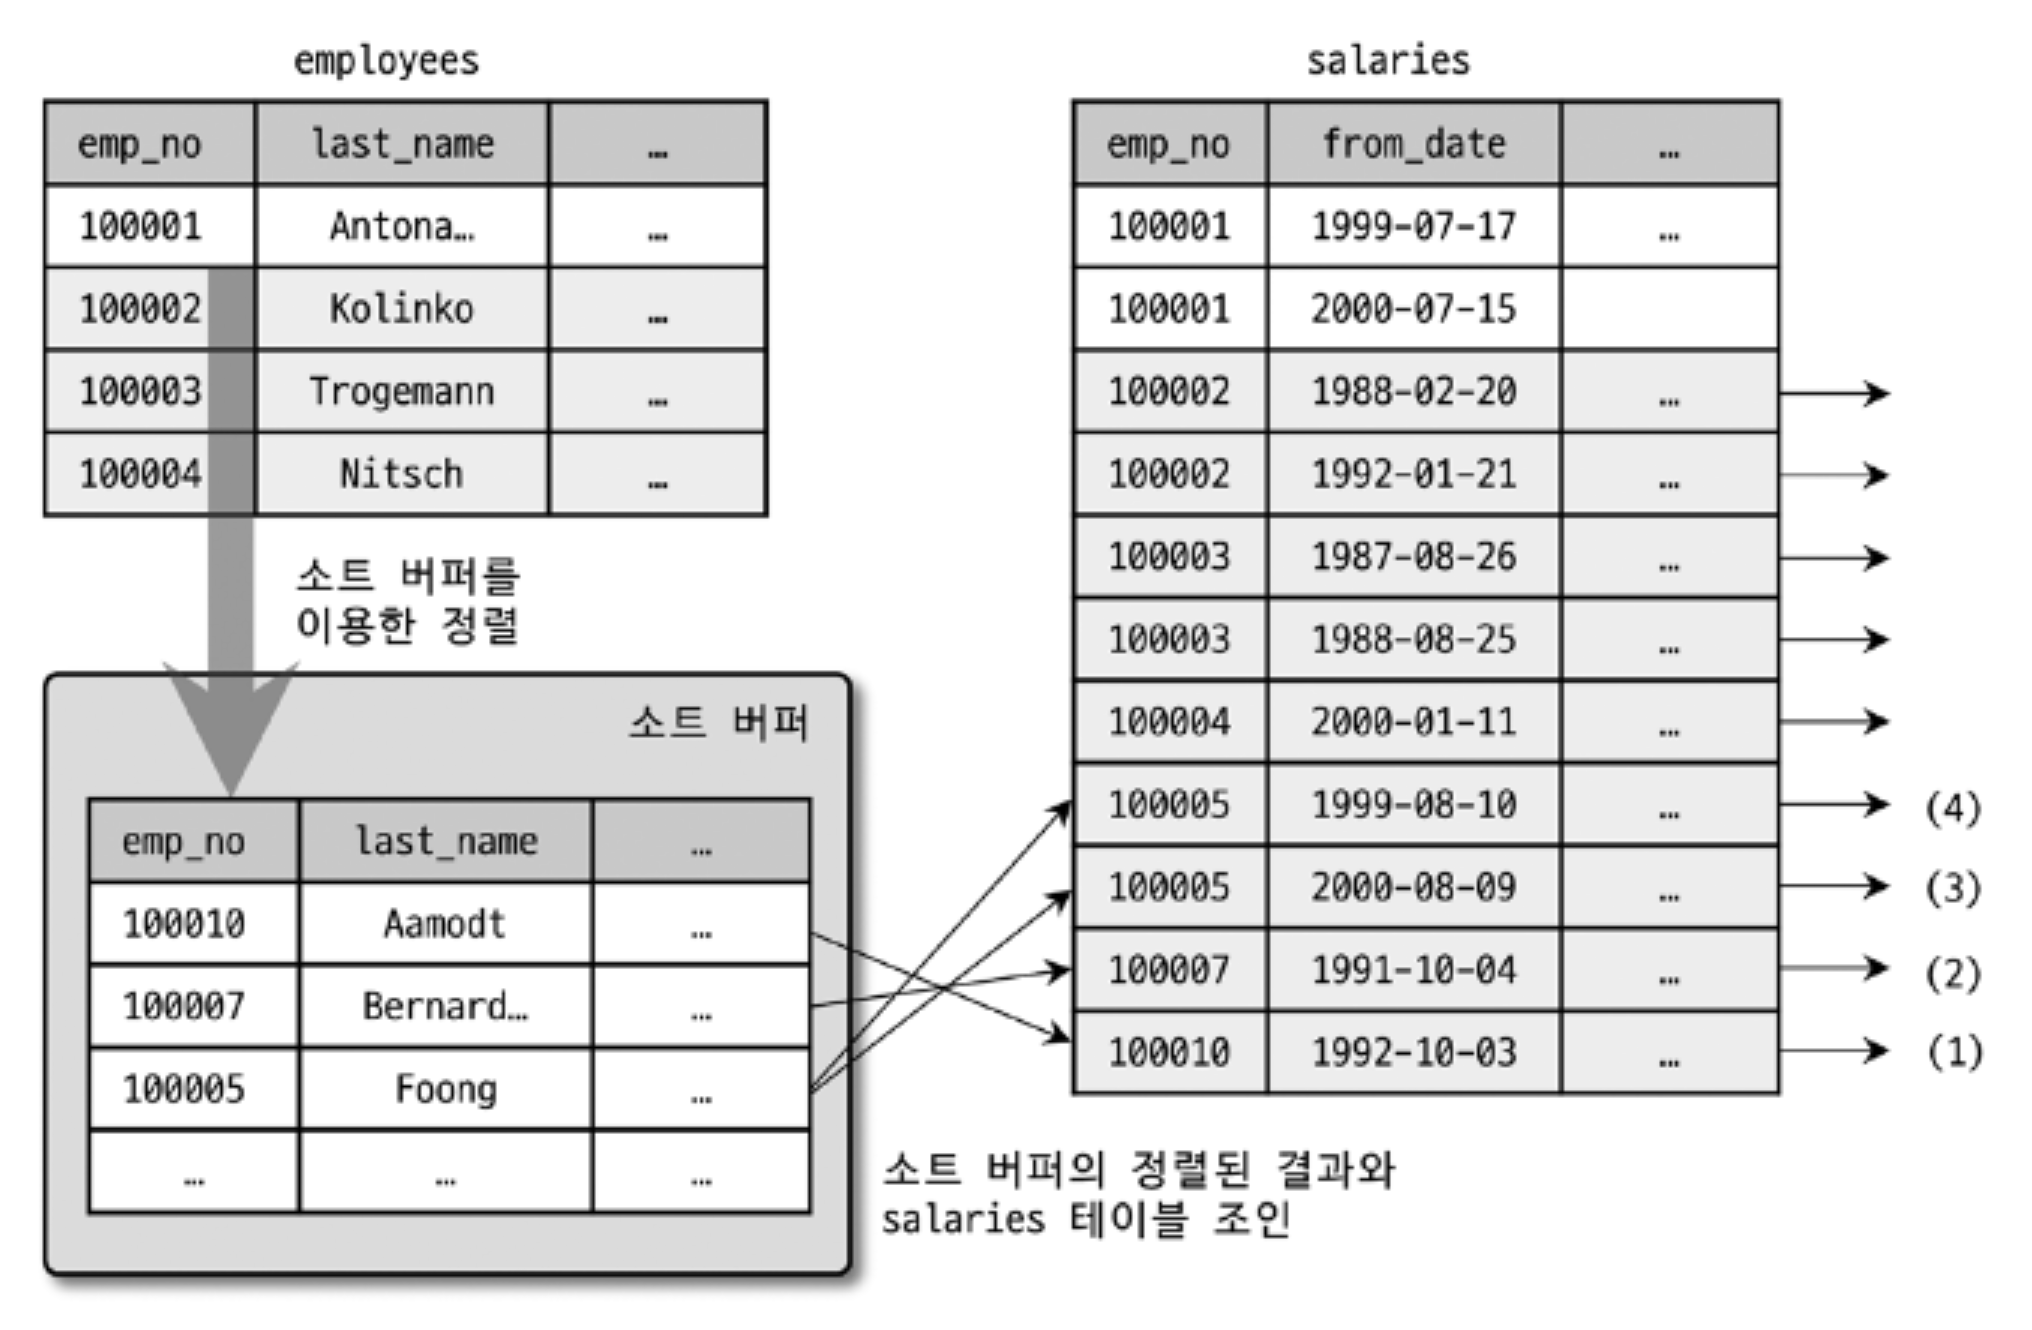 employees
emp_no last_name …
100001 Antona… …
100002 Kolinko …
100003 Trogemann …
100004 Nitsch …
소트 버퍼를
이용한 정렬
소트 버퍼
emp_no last_name …
100010 Aamodt …
100007 Bernard… …
100005 Foong …
… … …
salaries
emp_no from_date …
100001 1999-07-17 …
100001 2000-07-15
100002 1988-02-20 …
100002 1992-01-21 …
100003 1987-08-26 …
100003 1988-08-25 …
100004 2000-01-11 …
100005 1999-08-10 … (4)
100005 2000-08-09 … (3)
100007 1991-10-04 … (2)
100010 1992-10-03 … (1)
소트 버퍼의 정렬된 결과와
salaries 테이블 조인